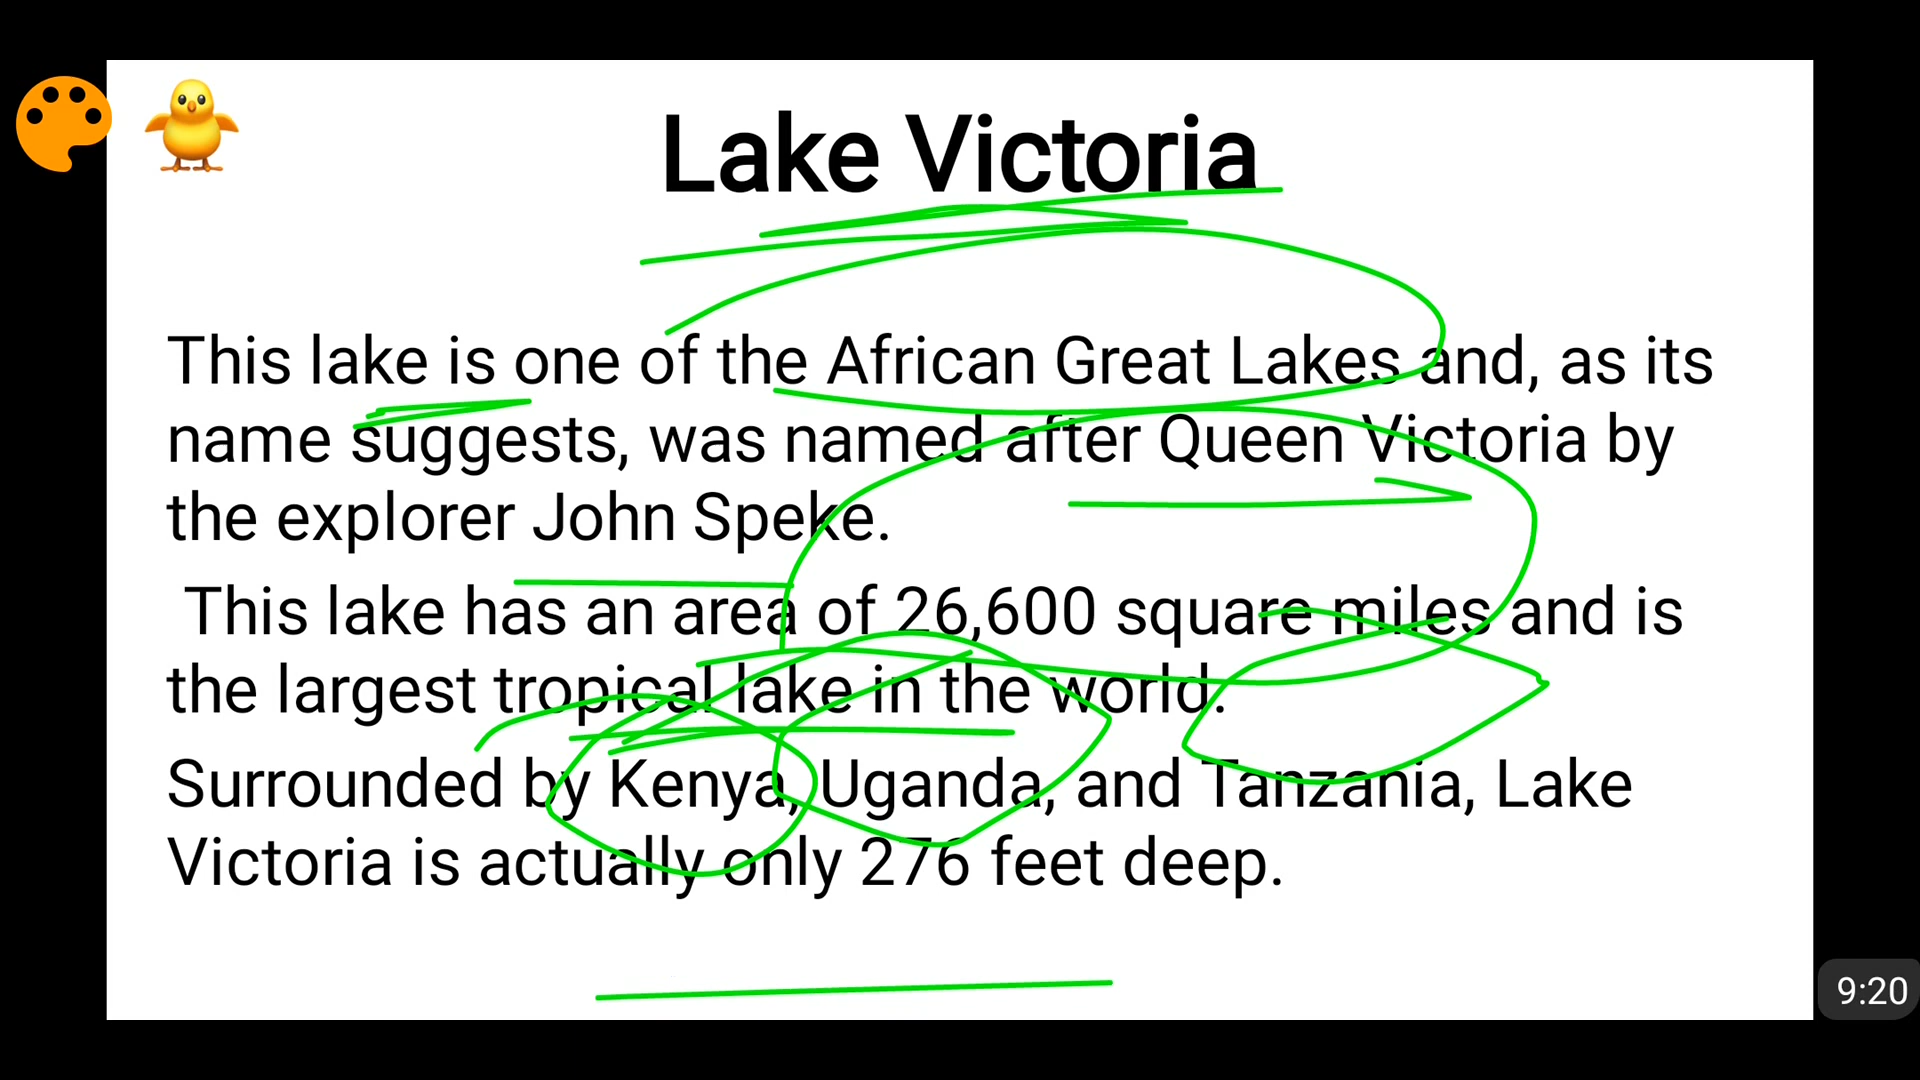 Lake Victoria
This lake is one of the African Great Lakes and, as its
name suggests, was named after Queen Victoria by
the explorer John Speke.
This lake has an area of 26,600 square miles and is
the largest tropical lake in the world.
Surrounded by Kenya, Uganda, and Tanzania, Lake
Victoria is actually only 276 feet deep.
9:20